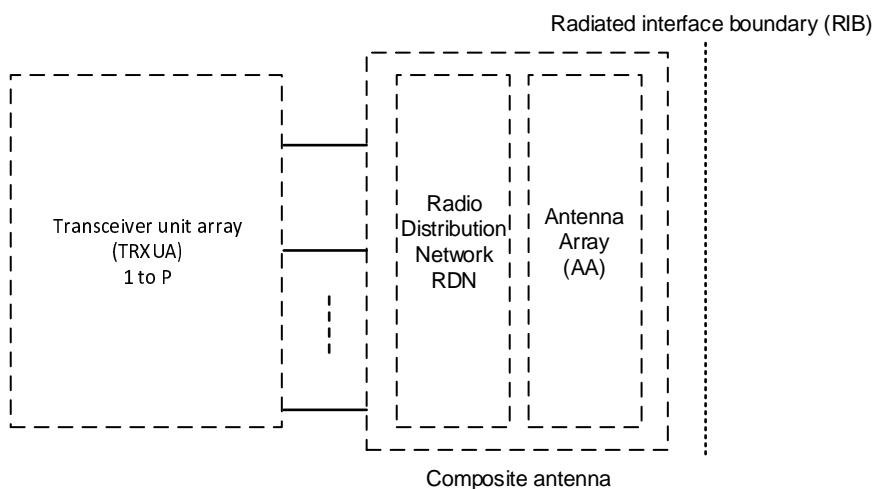 Radiated interface boundary (RIB)
Transceiver unit array
(TRXUA)
1 to P
Radio
Distribution
Network
RDN
Antenna
Array
(AA)
Composite antenna